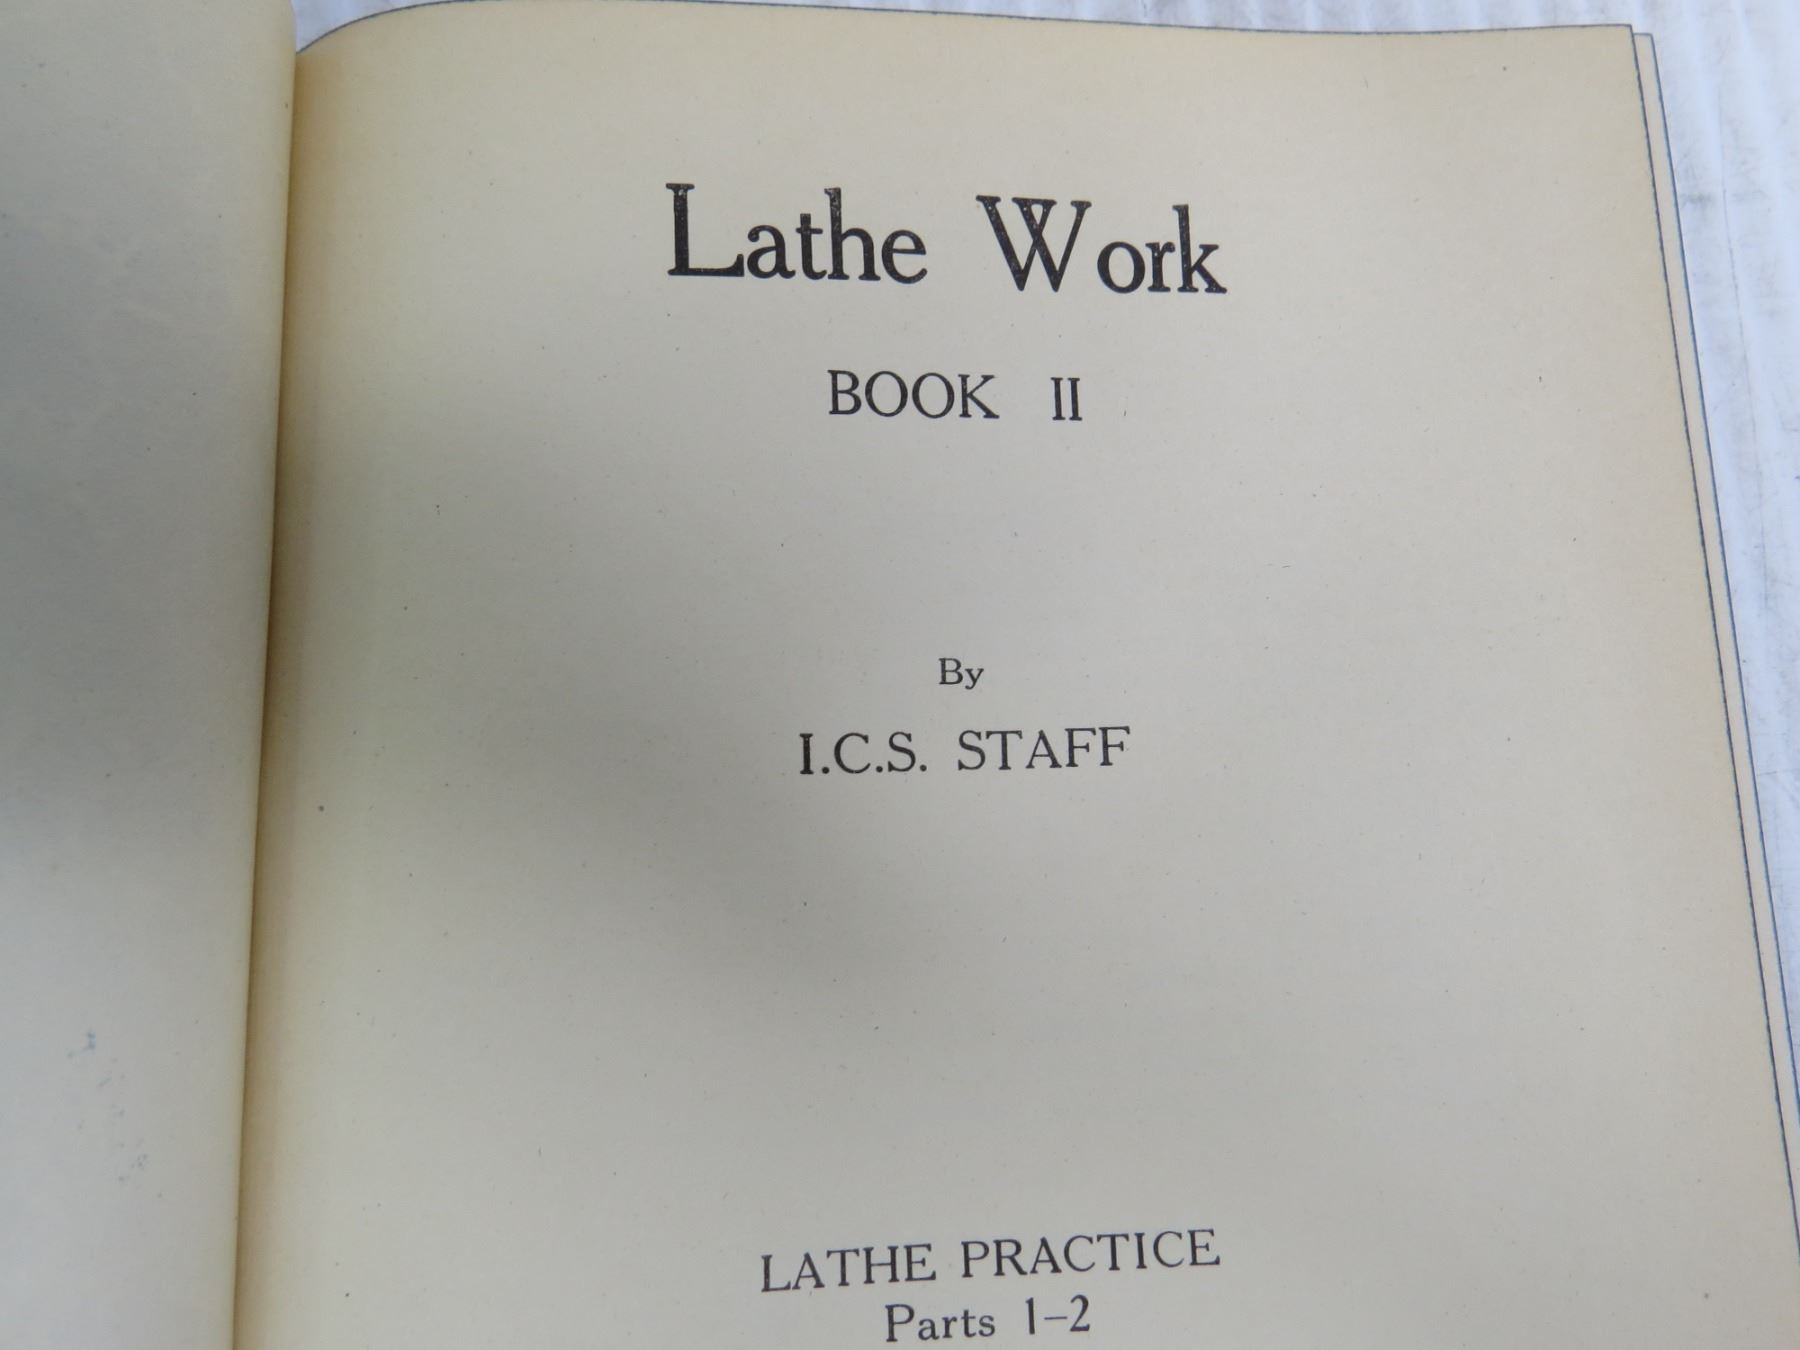 Lathe Work
BOOK II
By
I.C.S. STAFF
LATHE PRACTICE
Parts 1-2